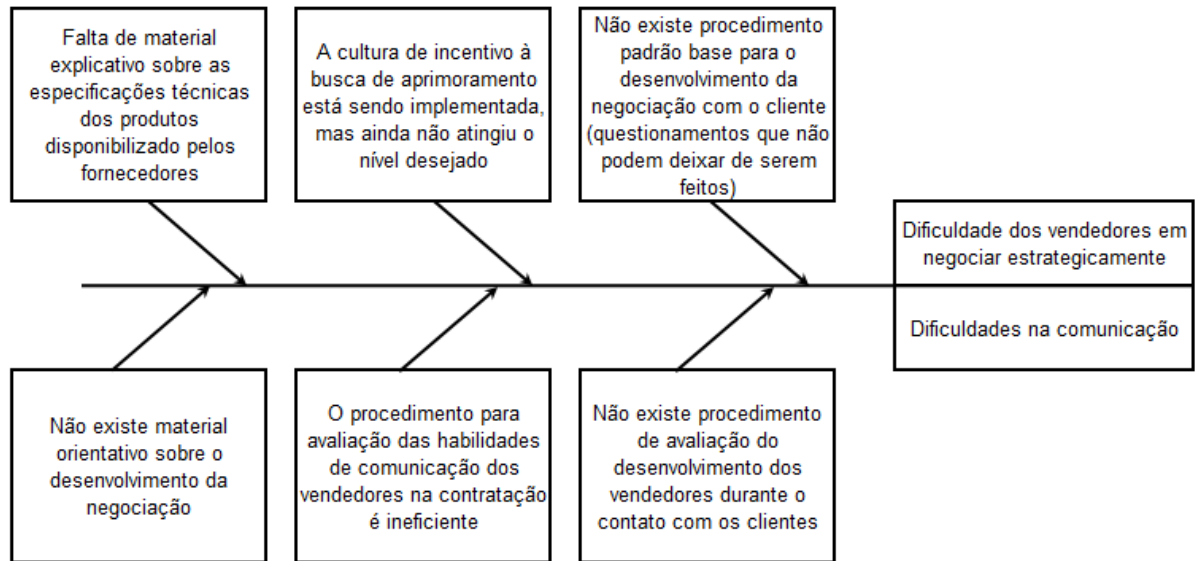 Falta de material
explicativo sobre as
especificações técnicas
dos produtos
disponibilizado pelos
fornecedores
A cultura de incentivo à
busca de aprimoramento
está sendo implementada,
mas ainda não atingiu o
nível desejado
Não existe procedimento
padrão base para o
desenvolvimento da
negociação com o cliente
(questionamentos que não
podem deixar de serem
feitos)
Dificuldade dos vendedores em
negociar estrategicamente
Dificuldades na comunicação
Não existe material
orientativo sobre o
desenvolvimento da
negociação
O procedimento para
avaliação das habilidades
de comunicação dos
vendedores na contratação
é ineficiente
Não existe procedimento
de avaliação do
desenvolvimento dos
vendedores durante o
contato com os clientes